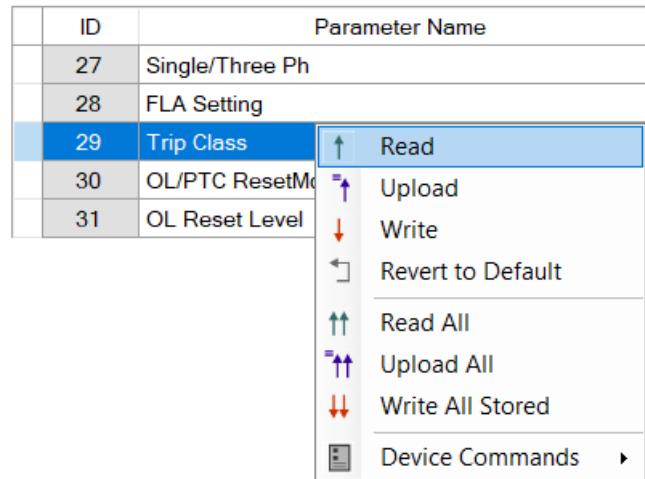 ID Parameter Name
27 Single/Three Ph
28 FLA Setting
29 Trip Class
30 OL/PTC ResetMo
31 OL Reset Level
Read
Upload
Write
Revert to Default
Read All
Upload All
Write All Stored
Device Commands